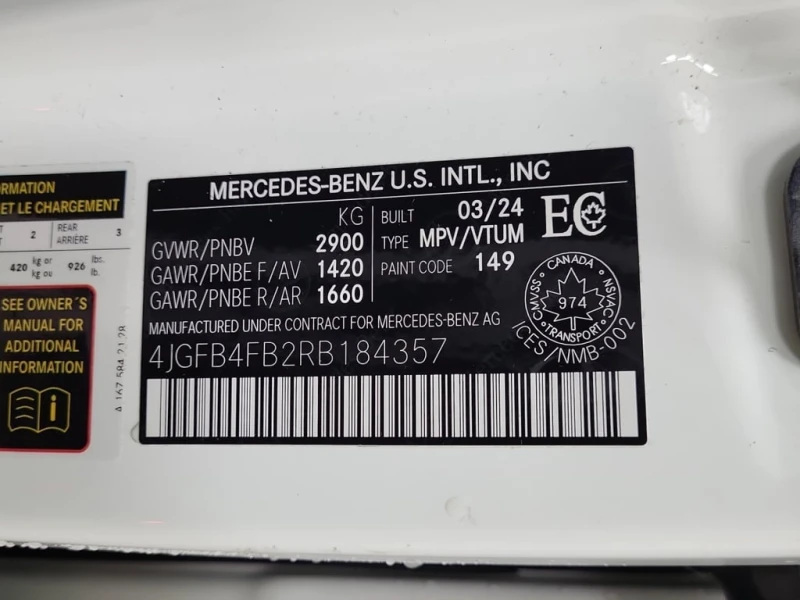 RMATION
ET LE CHARGEMENT
2 REAR ARRIÈRE 3
420 kg or kg ou 926 lbs. lb.
SEE OWNER´S
MANUAL FOR
ADDITIONAL
INFORMATION
i
MERCEDES-BENZ U.S. INTL., INC
KG
GVWR/PNBV 2900
GAWR/PNBE F/AV 1420
GAWR/PNBE R/AR 1660
BUILT 03/24
TYPE MPV/VTUM
PAINT CODE 149
EC
CANADA
CMVSS 974 NSVAC
TRANSPORT
ICES/NMB-002
MANUFACTURED UNDER CONTRACT FOR MERCEDES-BENZ AG
4JGFB4FB2RB184357